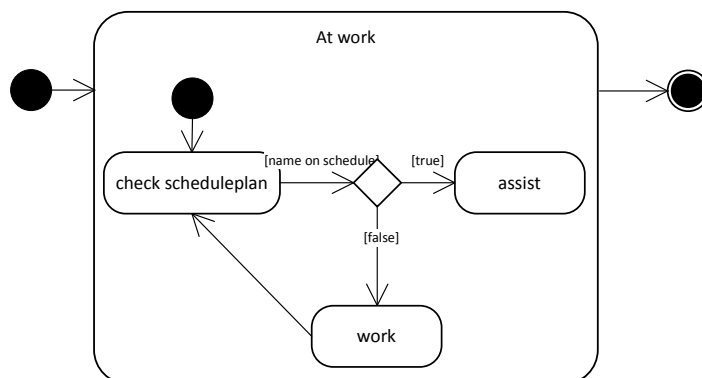 At work
[name on schedule]
[true]
check scheduleplan
assist
[false]
work